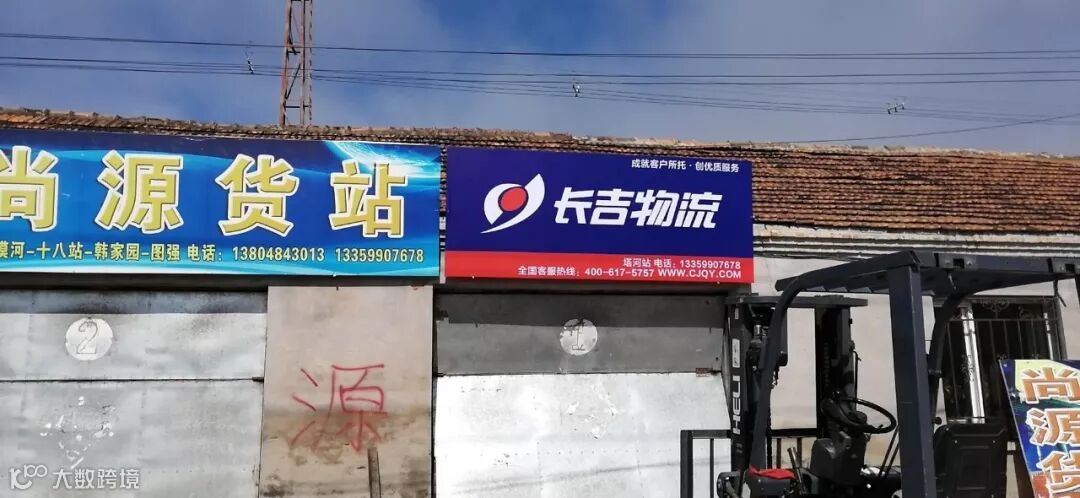 尚源货站
漠河-十八站-韩家园-图强 电话：13804843013 13359907678
成就客户所托·创优质服务
长吉物流
塔河站 电话：13359907678
全国客服热线：400-617-5757 WWW.CJQY.COM
2
1
源
HELI
尚
源
货
大数跨境